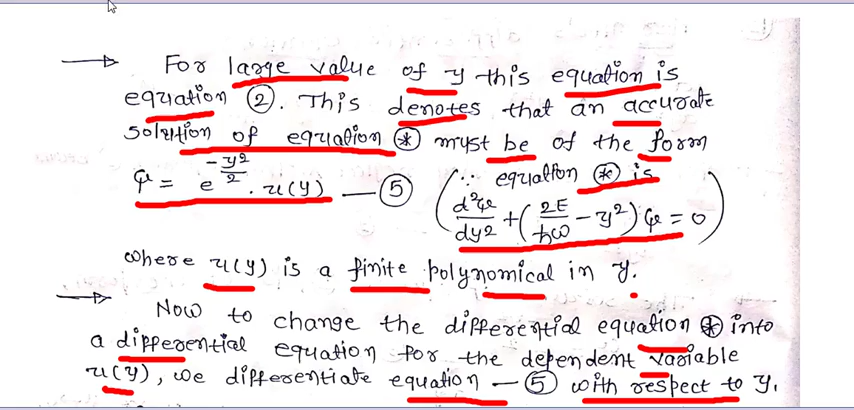 → For large value of y this equation is
equation ②. This denotes that an accurate
solution of equation ⊛ must be of the form
ψ = e^(-y²/2) . u(y) — ⑤ (∵ equation ⊛ is
d²ψ/dy² + (2E/ħω - y²) ψ = 0)
where u(y) is a finite polynomical in y.
→ Now to change the differential equation ⊛ into
a differential equation for the dependent variable
u(y), we differentiate equation — ⑤ with respect to y.